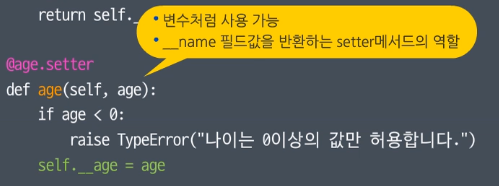 return self._
• 변수처럼 사용 가능
• __name 필드값을 반환하는 setter메서드의 역할
@age.setter
def age(self, age):
if age < 0:
raise TypeError("나이는 0이상의 값만 허용합니다.")
self.__age = age